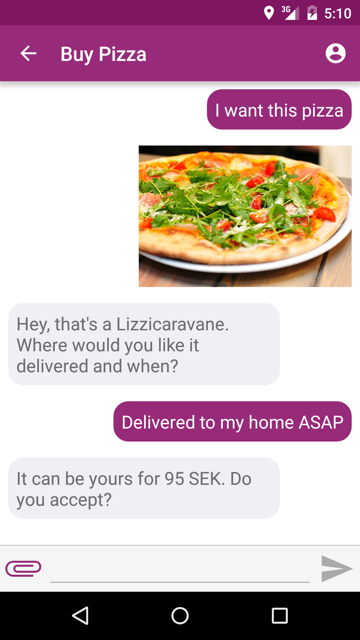 3G 5:10
Buy Pizza
I want this pizza
Hey, that's a Lizzicaravane.
Where would you like it
delivered and when?
Delivered to my home ASAP
It can be yours for 95 SEK. Do
you accept?